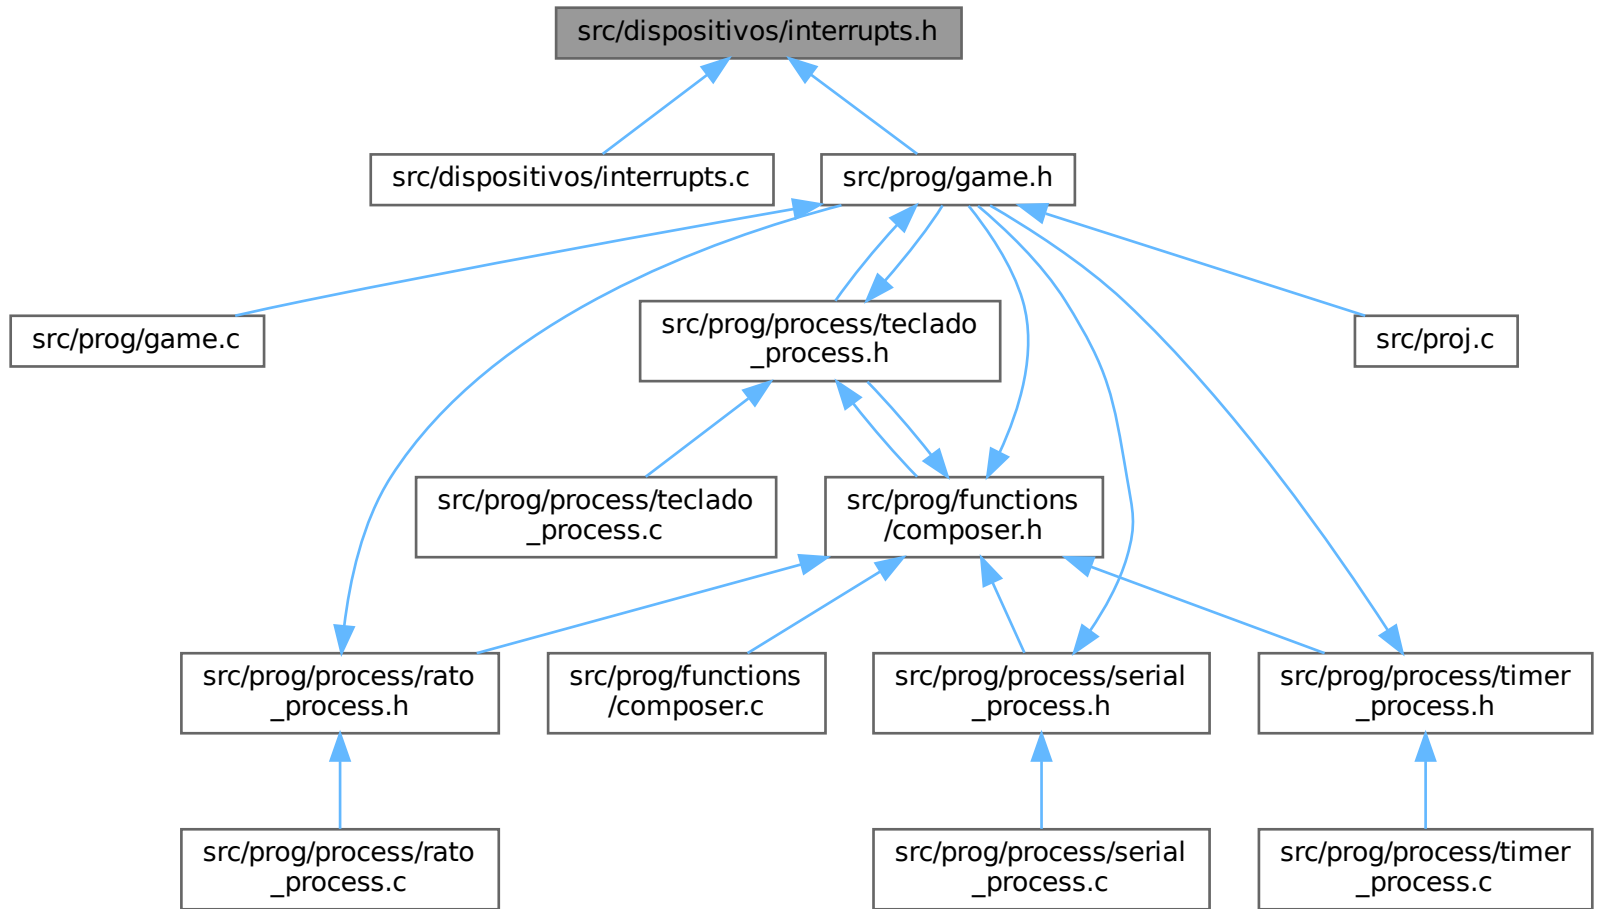 src/dispositivos/interrupts.h
src/dispositivos/interrupts.c
src/prog/game.h
src/prog/game.c
src/prog/process/teclado
_process.h
src/proj.c
src/prog/process/teclado
_process.c
src/prog/functions
/composer.h
src/prog/process/rato
_process.h
src/prog/functions
/composer.c
src/prog/process/serial
_process.h
src/prog/process/timer
_process.h
src/prog/process/rato
_process.c
src/prog/process/serial
_process.c
src/prog/process/timer
_process.c